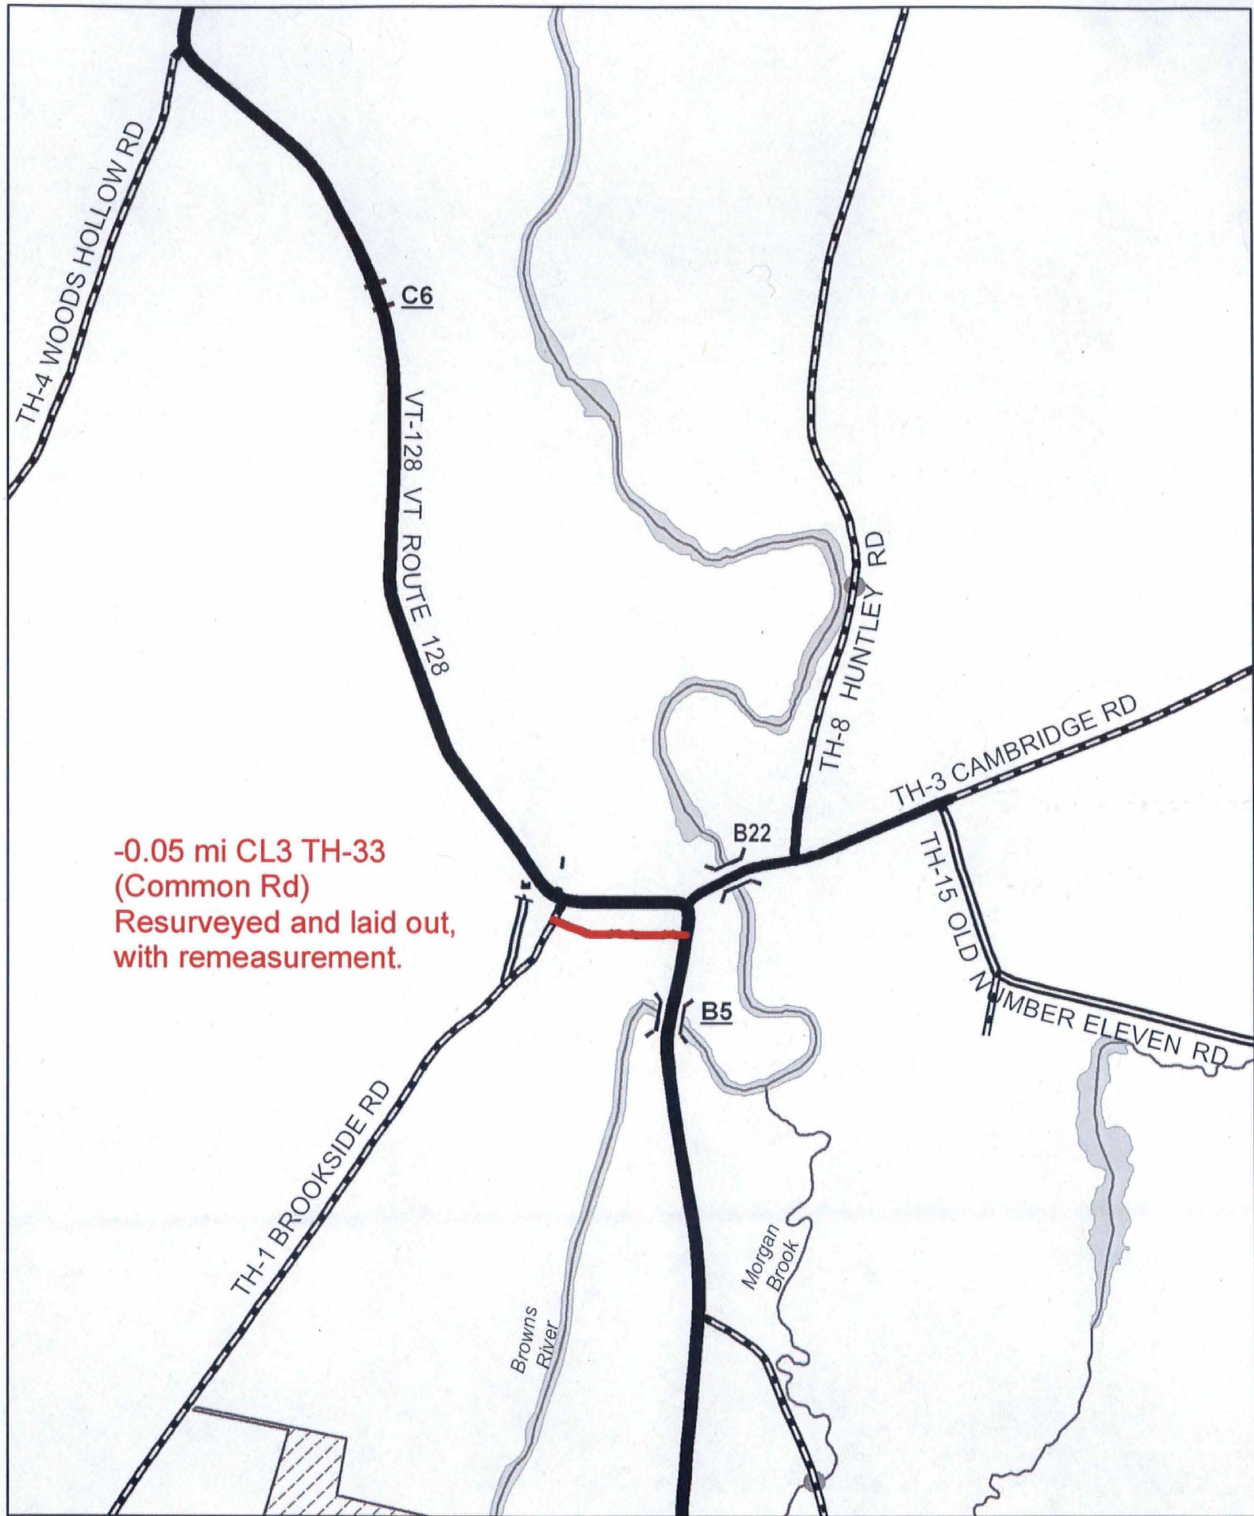 TH-4 WOODS HOLLOW RD
C6
VT-128 VT ROUTE 128
TH-8 HUNTLEY RD
TH-3 CAMBRIDGE RD
B22
-0.05 mi CL3 TH-33
(Common Rd)
Resurveyed and laid out,
with remeasurement.
TH-15 OLD NUMBER ELEVEN RD
B5
TH-1 BROOKSIDE RD
Morgan
Brook
Browns
River